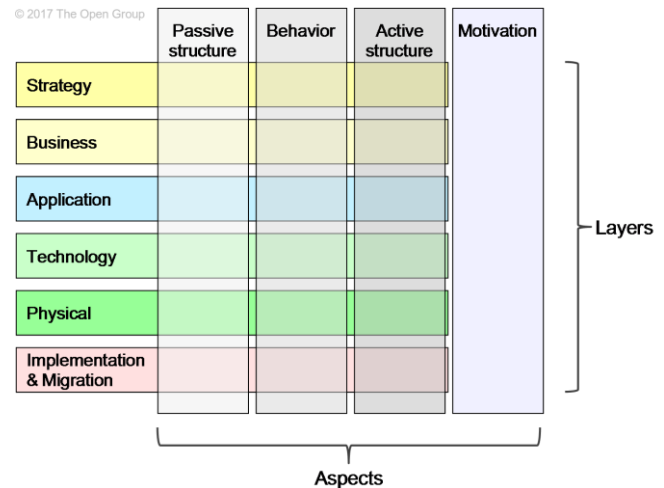 © 2017 The Open Group
Passive
structure
Behavior
Active
structure
Motivation
Strategy
Business
Application
Technology
Physical
Implementation
& Migration
Layers
Aspects